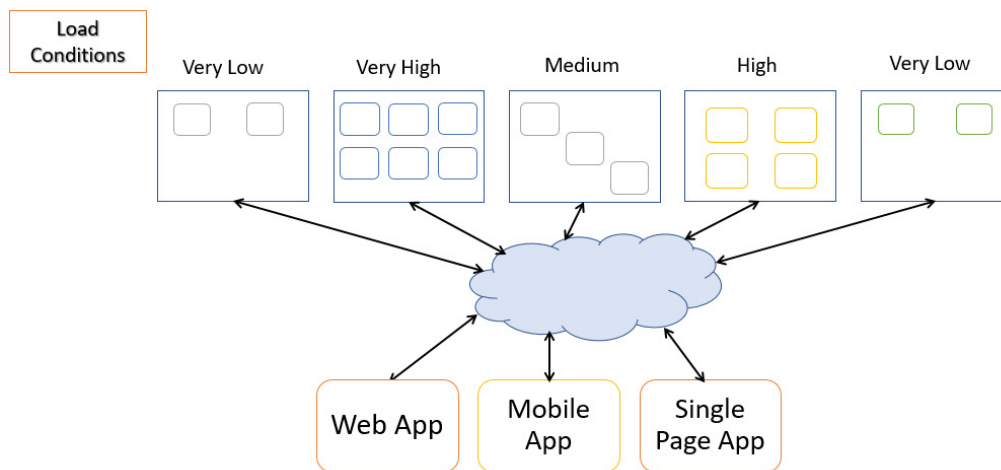 Load
Conditions
Very Low
Very High
Medium
High
Very Low
Web App
Mobile
App
Single
Page App